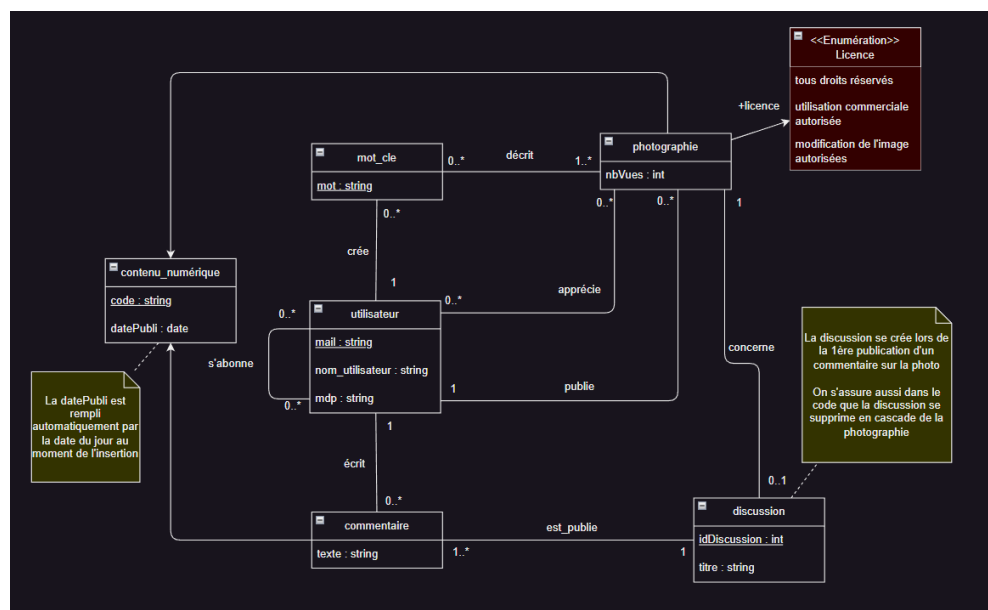 <<Enumération>>
Licence
tous droits réservés
utilisation commerciale
autorisée
modification de l'image
autorisées
+licence
photographie
nbVues : int
mot_cle
mot : string
0..*
décrit
1..*
0..*
0..*
1
0..*
crée
1
contenu_numérique
code : string
datePubli : date
utilisateur
mail : string
nom_utilisateur : string
mdp : string
0..*
0..*
apprécie
s'abonne
0..*
1
publie
1
concerne
La discussion se crée lors de
la 1ère publication d'un
commentaire sur la photo
On s'assure aussi dans le
code que la discussion se
supprime en cascade de la
photographie
La datePubli est
rempli
automatiquement par
la date du jour au
moment de l'insertion
écrit
0..*
0..1
commentaire
texte : string
est_publie
1..*
1
discussion
idDiscussion : int
titre : string